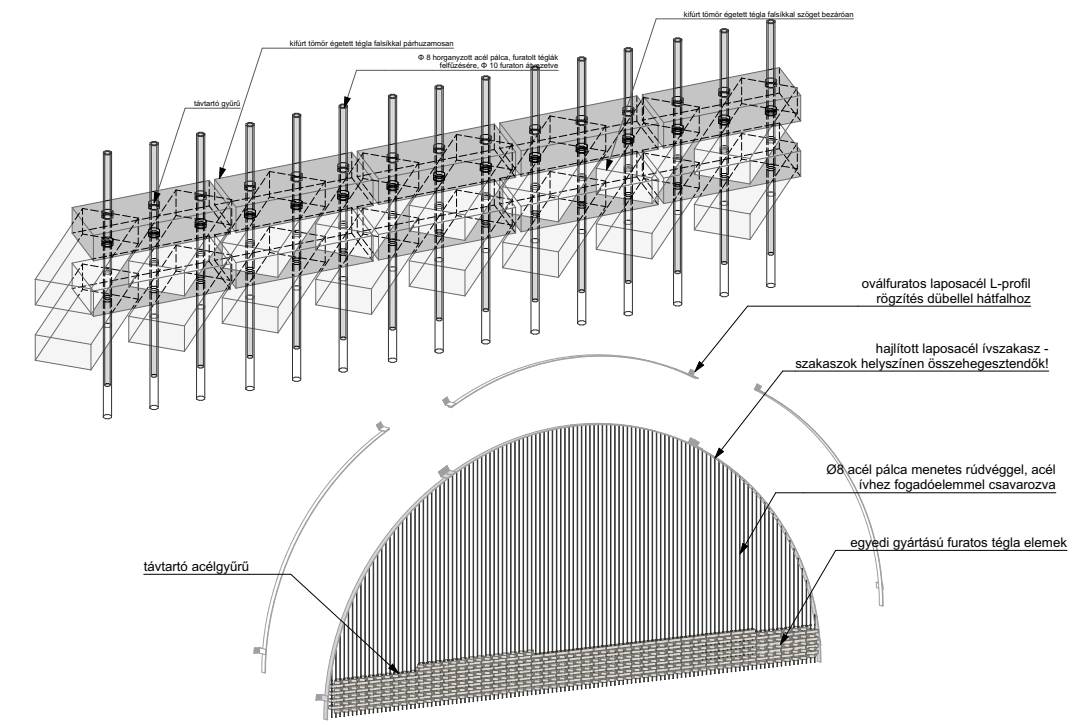 kifúrt tömör égetett tégla falsíkkal szöget bezáróan
kifúrt tömör égetett tégla falsíkkal párhuzamosan
Φ 8 horganyzott acél pálca, furatolt téglák
felfűzésére, Φ 10 furaton átvezetve
távtartó gyűrű
oválfuratos laposacél L-profil
rögzítés dübellel hátfalhoz
hajlított laposacél ívszakasz -
szakaszok helyszínen összehegesztendők!
Ø8 acél pálca menetes rúdvéggel, acél
ívhez fogadóelemmel csavarozva
egyedi gyártású furatos tégla elemek
távtartó acélgyűrű